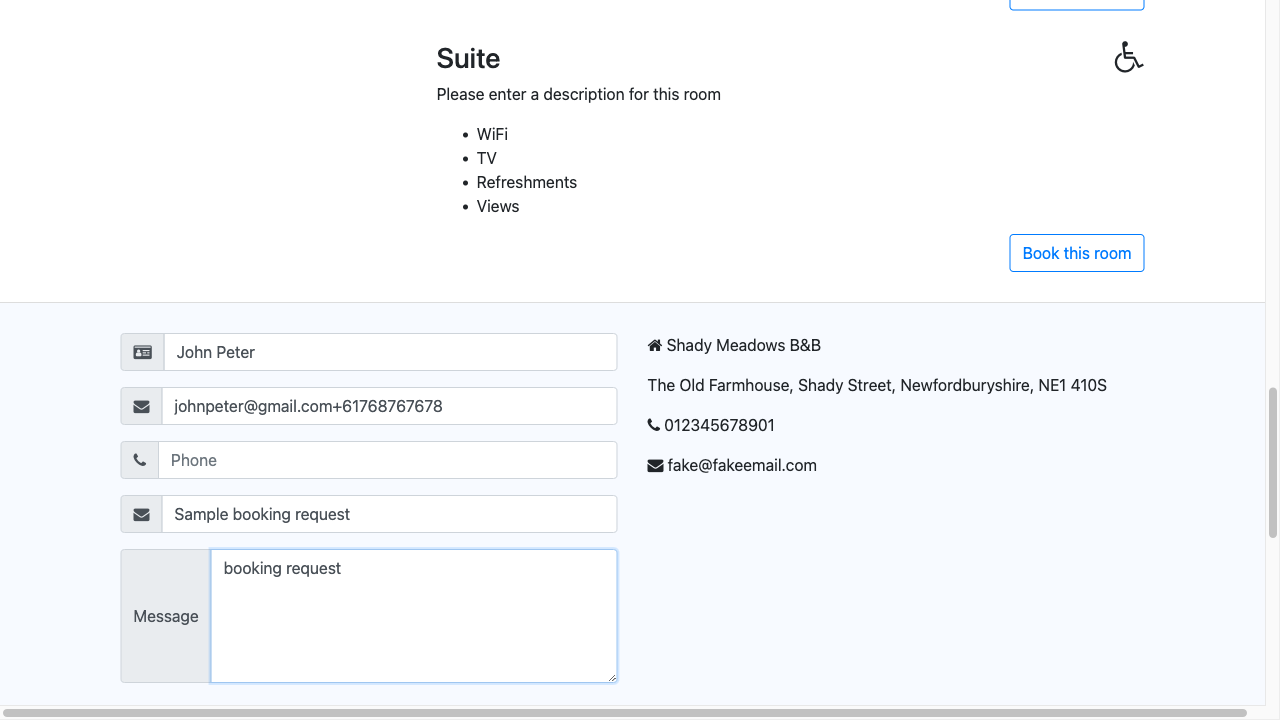 Suite
Please enter a description for this room
• WiFi
• TV
• Refreshments
• Views
Book this room
John Peter
johnpeter@gmail.com+61768767678
Phone
Sample booking request
Message
booking request
Shady Meadows B&B
The Old Farmhouse, Shady Street, Newfordburyshire, NE1 410S
012345678901
fake@fakeemail.com